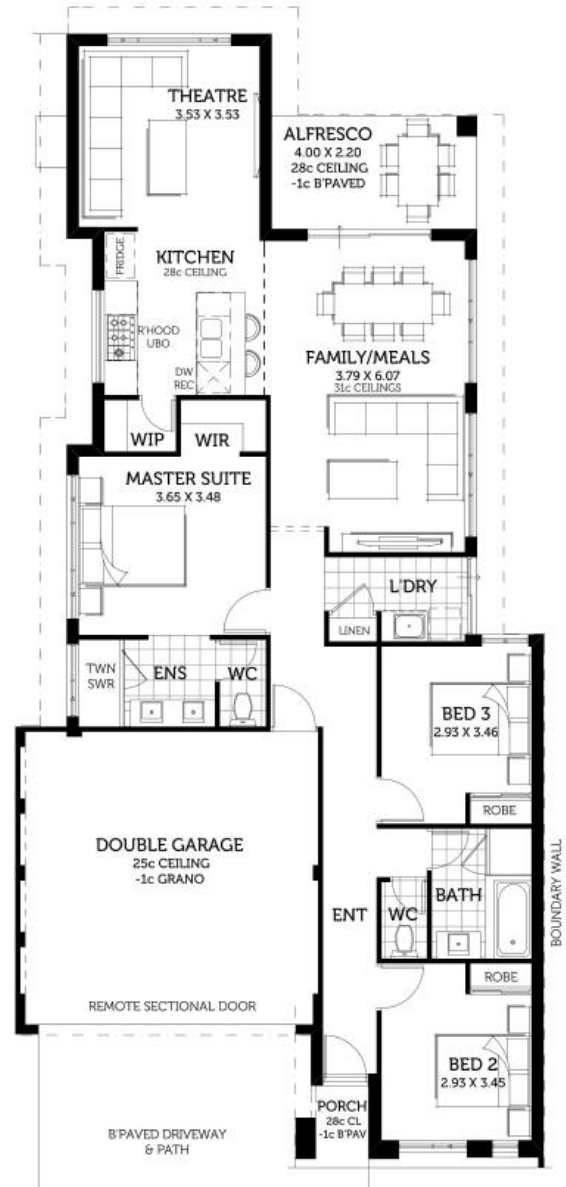 THEATRE
3.53 X 3.53
ALFRESCO
4.00 X 2.20
28c CEILING
-1c B'PAVED
FRIDGE
KITCHEN
28c CEILING
R'HOOD
UBO
DW
REC
FAMILY/MEALS
3.79 X 6.07
31c CEILINGS
WIP
WIR
MASTER SUITE
3.65 X 3.48
L'DRY
LINEN
TWN
SWR
ENS
WC
BED 3
2.93 X 3.46
ROBE
DOUBLE GARAGE
25c CEILING
-1c GRANO
BOUNDARY WALL
BATH
WC
ENT
ROBE
REMOTE SECTIONAL DOOR
BED 2
2.93 X 3.45
PORCH
28c CL
-1c B'PAV
B'PAVED DRIVEWAY
& PATH